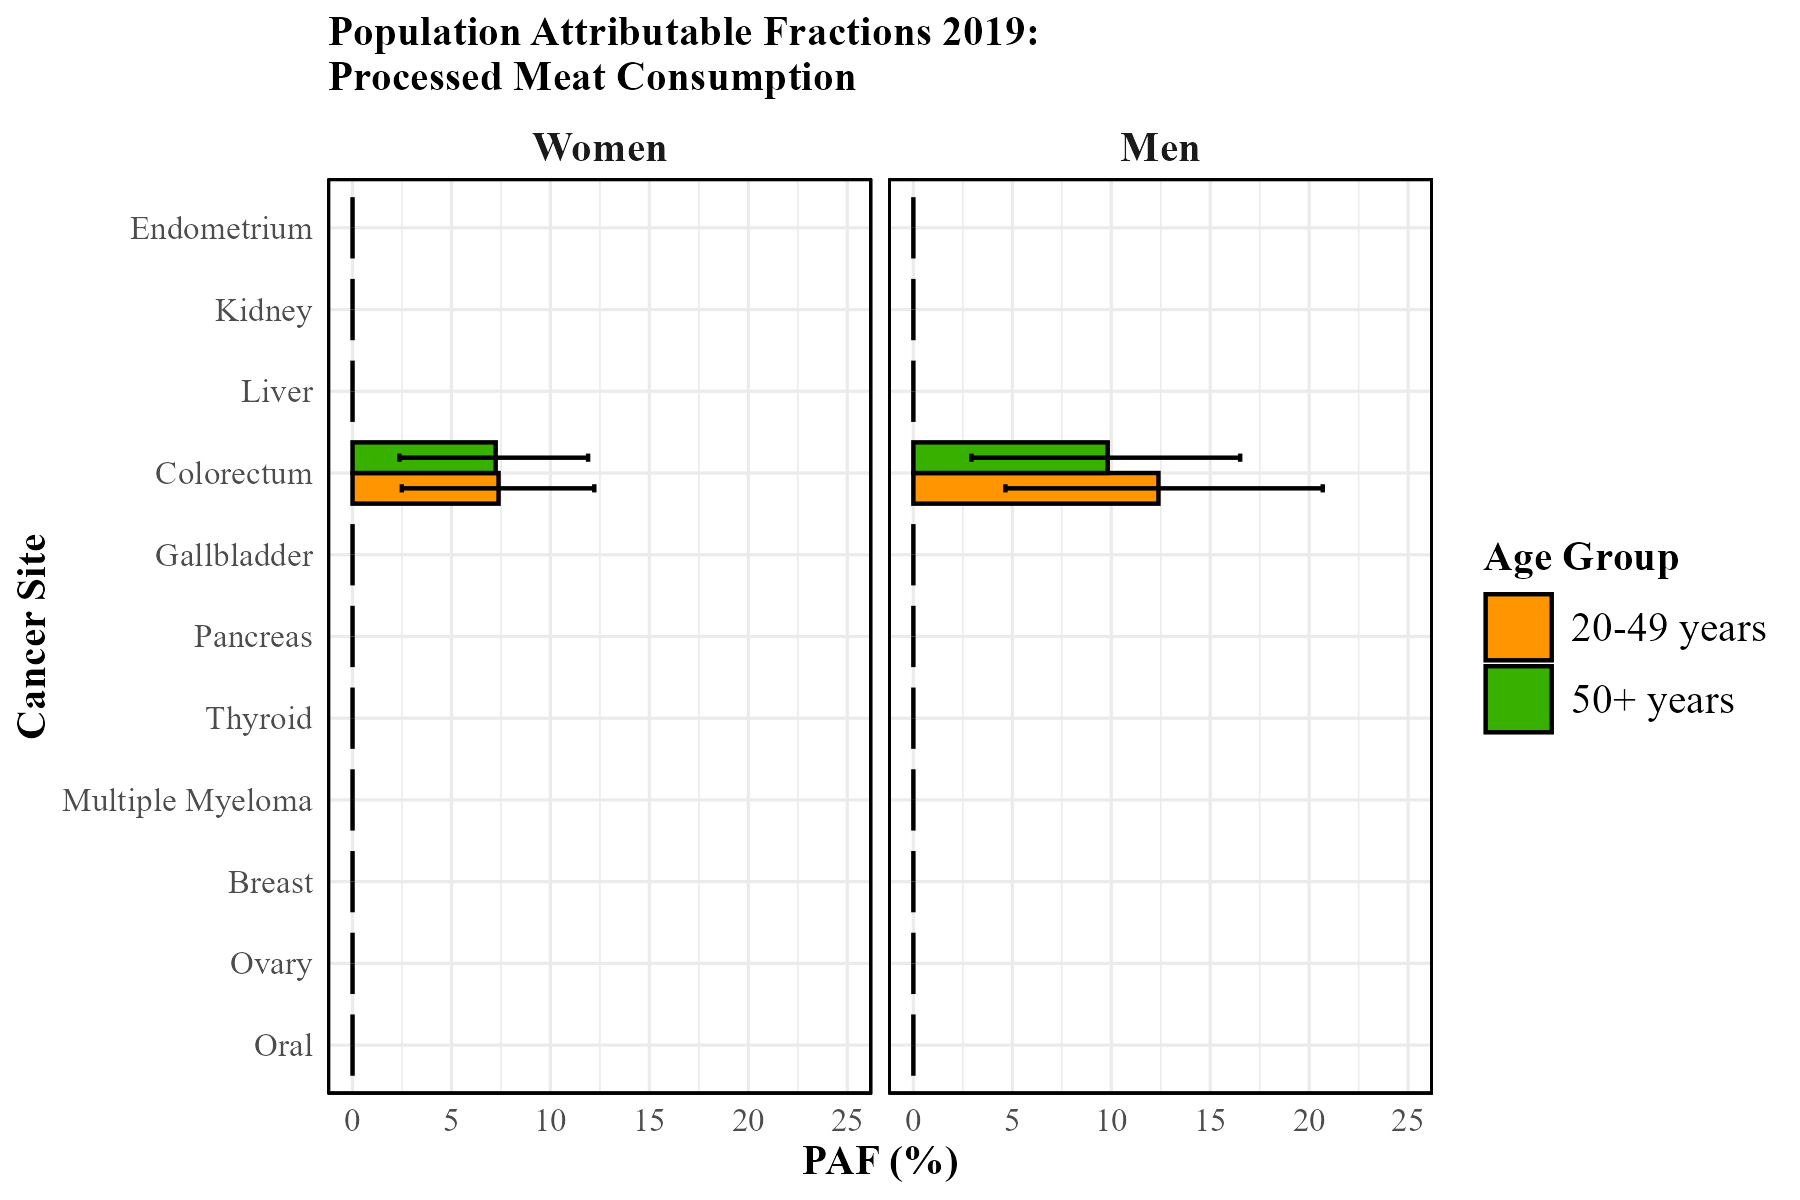 Population Attributable Fractions 2019:
Processed Meat Consumption
Women
Men
Endometrium
Kidney
Liver
Colorectum
Gallbladder
Pancreas
Thyroid
Multiple Myeloma
Breast
Ovary
Oral
Cancer Site
0 5 10 15 20 25
0 5 10 15 20 25
PAF (%)
Age Group
20-49 years
50+ years